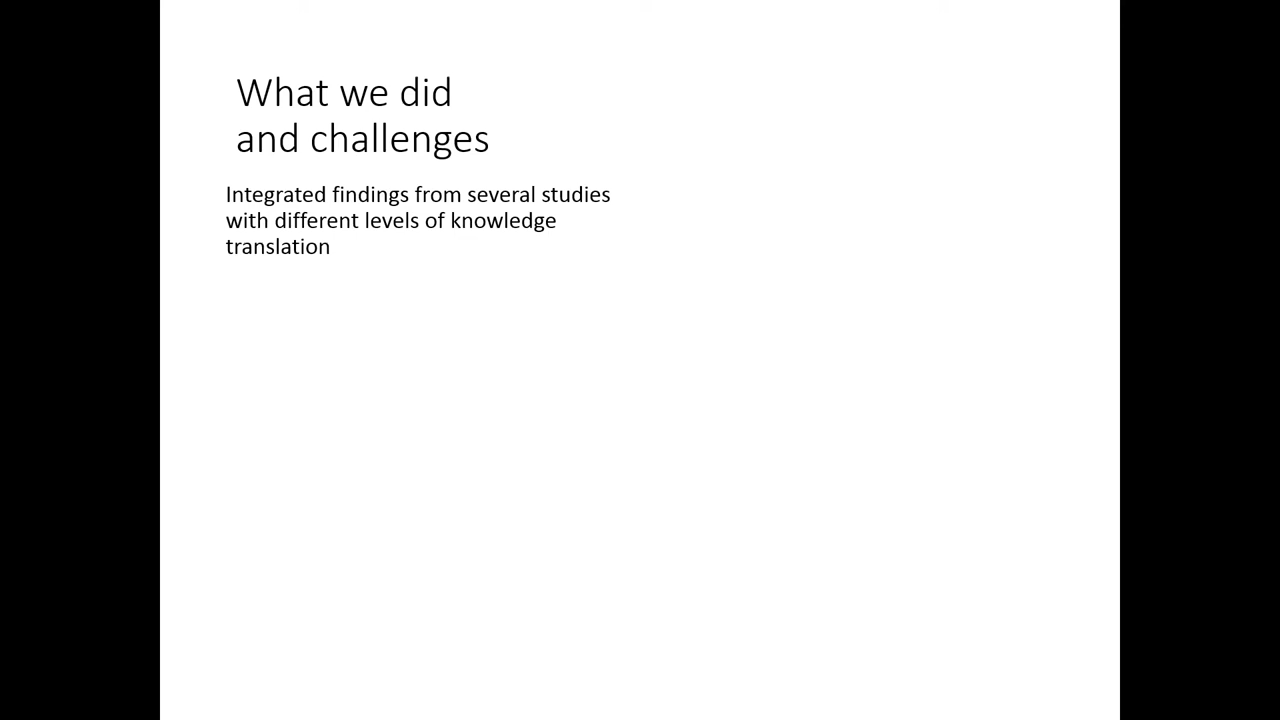 What we did
and challenges
Integrated findings from several studies
with different levels of knowledge
translation